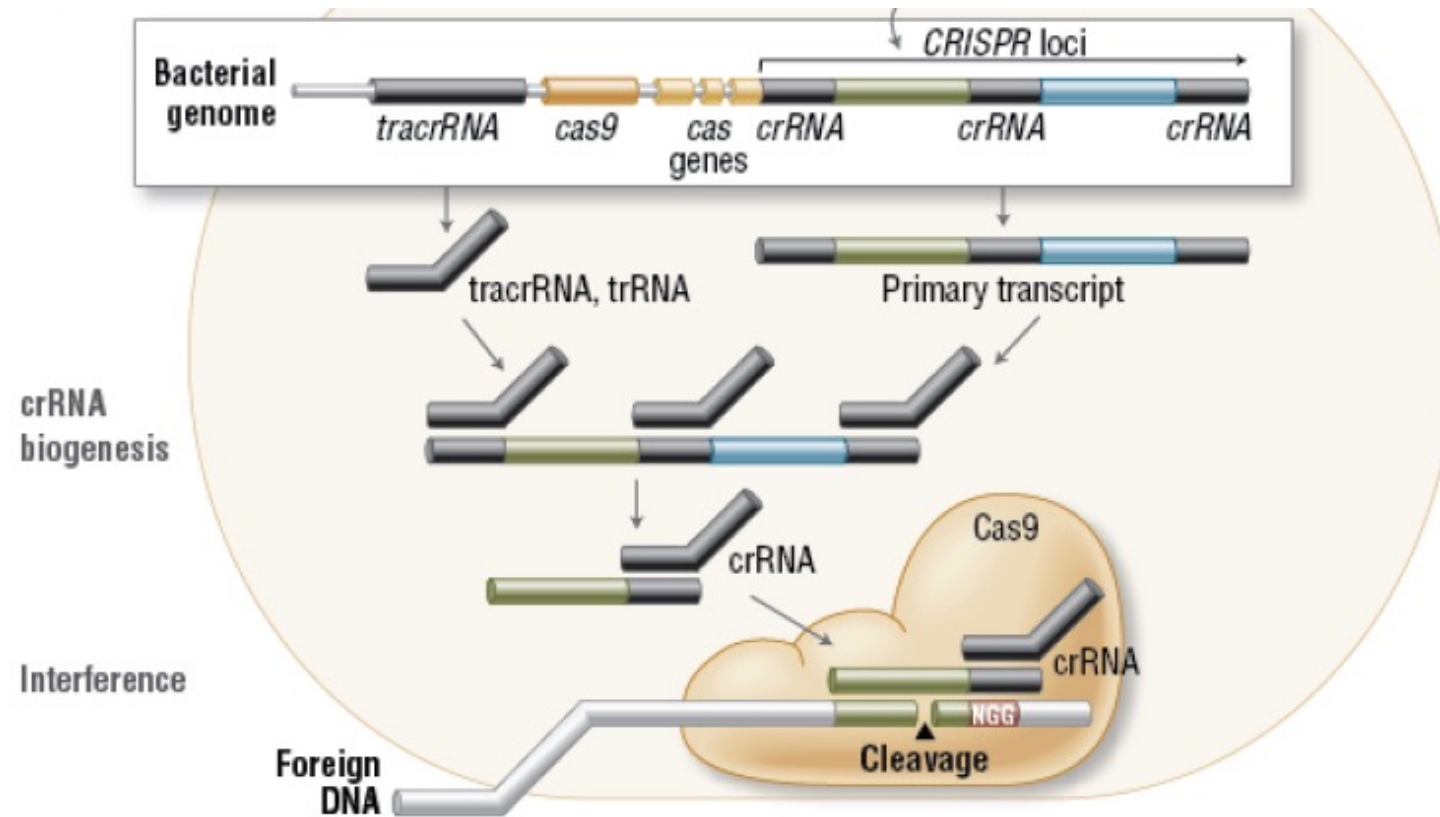 CRISPR loci
Bacterial
genome
tracrRNA
cas9
cas
genes
crRNA
crRNA
crRNA
tracrRNA, trRNA
Primary transcript
crRNA
biogenesis
crRNA
Cas9
crRNA
Interference
NGG
Cleavage
Foreign
DNA